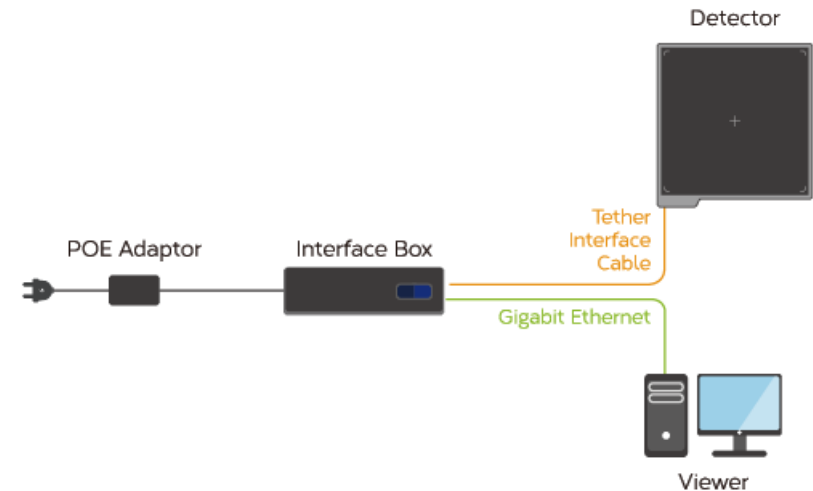 Detector
Tether
Interface
Cable
POE Adaptor
Interface Box
Gigabit Ethernet
Viewer